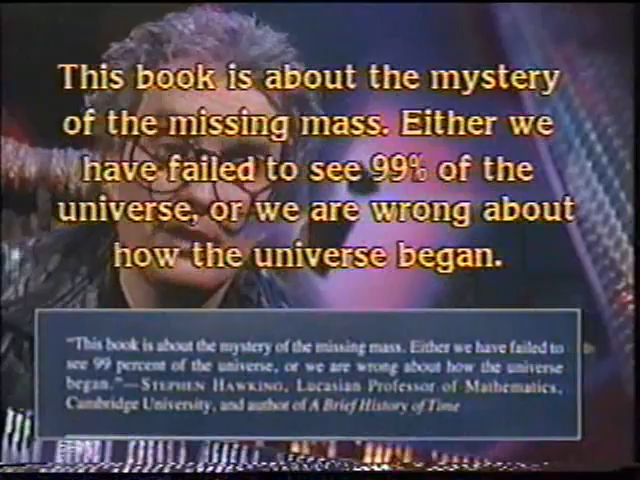 This book is about the mystery
of the missing mass. Either we
have failed to see 99% of the
universe, or we are wrong about
how the universe began.
"This book is about the mystery of the missing mass. Either we have failed to
see 99 percent of the universe, or we are wrong about how the universe
began."—STEPHEN HAWKING, Lucasian Professor of Mathematics,
Cambridge University, and author of A Brief History of Time